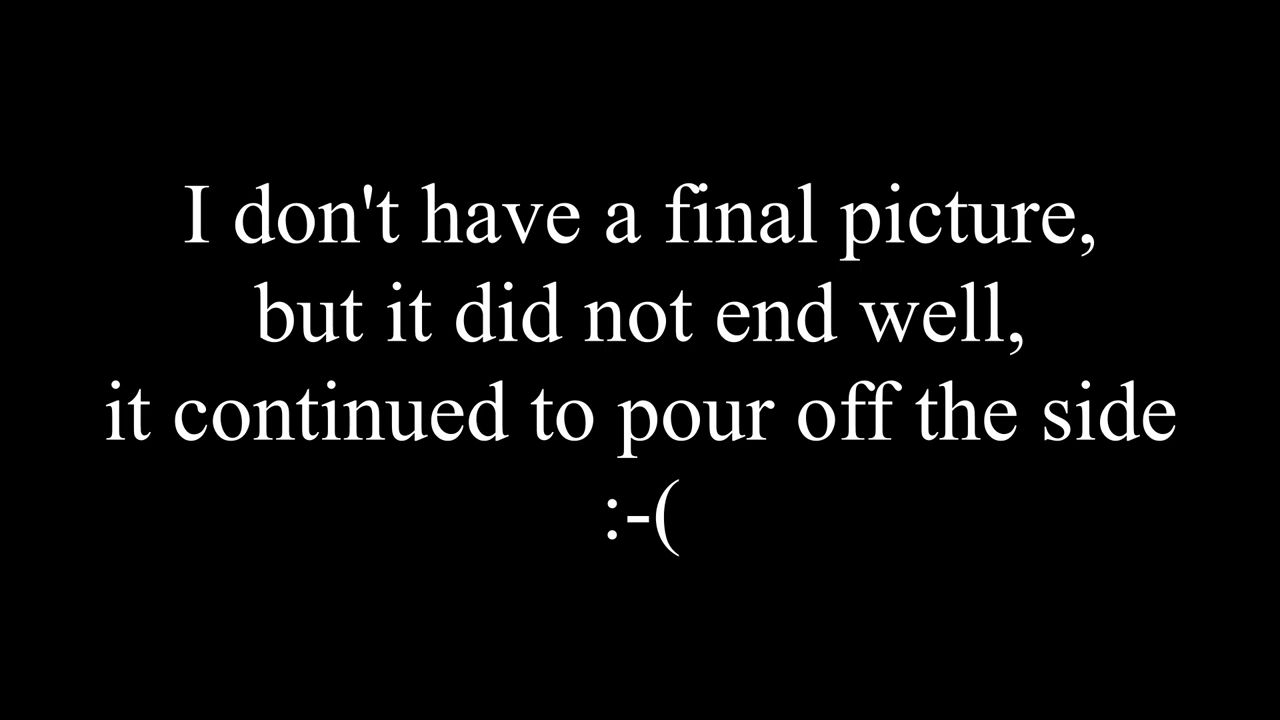 I don't have a final picture,
but it did not end well,
it continued to pour off the side
:-(